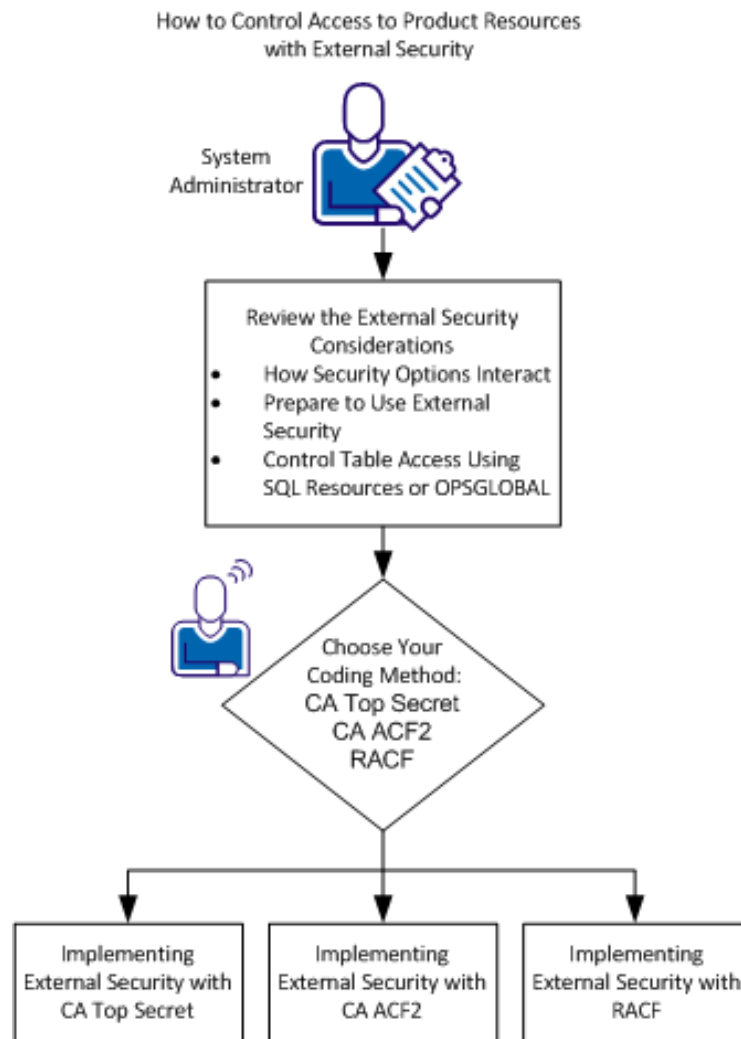 How to Control Access to Product Resources
with External Security
System
Administrator
Review the External Security
Considerations
• How Security Options Interact
• Prepare to Use External
Security
• Control Table Access Using
SQL Resources or OPSGLOBAL
Choose Your
Coding Method:
CA Top Secret
CA ACF2
RACF
Implementing
External Security with
CA Top Secret
Implementing
External Security with
CA ACF2
Implementing
External Security with
RACF